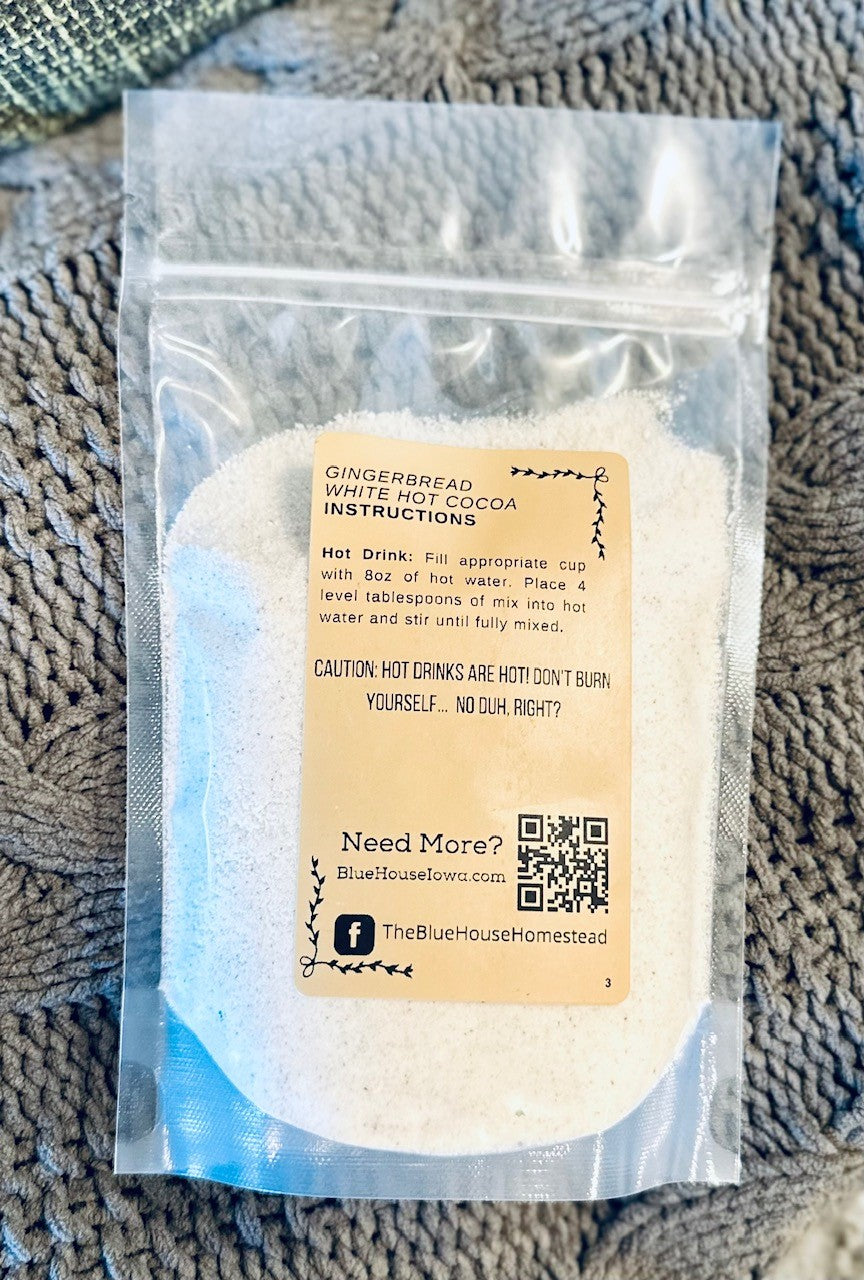 GINGERBREAD
WHITE HOT COCOA
INSTRUCTIONS
Hot Drink: Fill appropriate cup
with 8oz of hot water. Place 4
level tablespoons of mix into hot
water and stir until fully mixed.
CAUTION: HOT DRINKS ARE HOT! DON'T BURN
YOURSELF... NO DUH, RIGHT?
Need More?
BlueHouseIowa.com
f TheBlueHouseHomestead
3